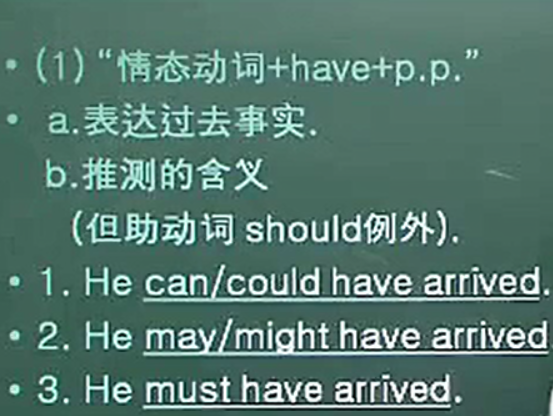 • (1) “情态动词+have+p.p.”
• a.表达过去事实.
b.推测的含义
(但助动词 should例外).
• 1. He can/could have arrived.
• 2. He may/might have arrived
• 3. He must have arrived.